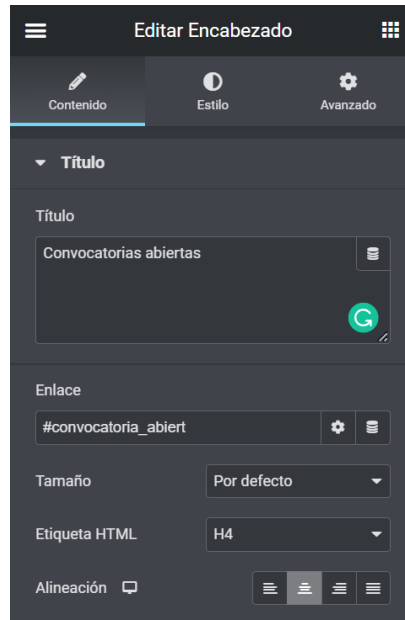 Editar Encabezado
Contenido Estilo Avanzado
Título
Título
Convocatorias abiertas
Enlace
#convocatoria_abiert
Tamaño Por defecto
Etiqueta HTML H4
Alineación